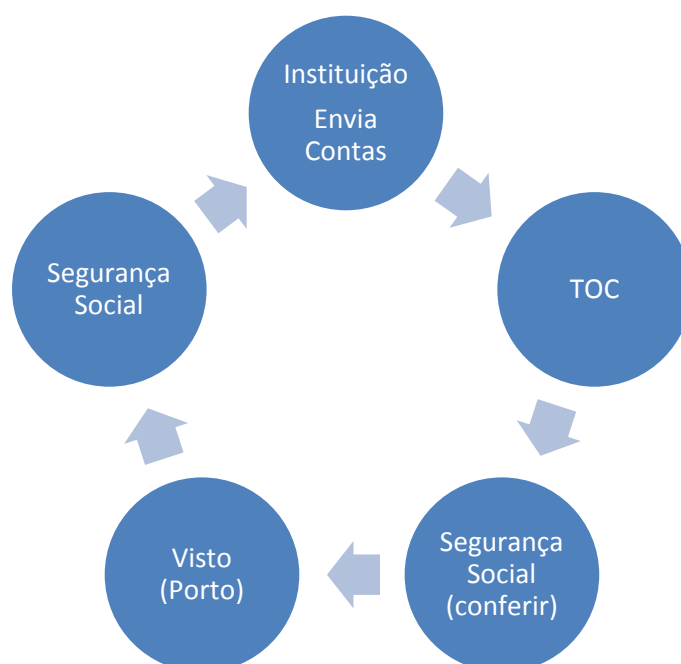 Instituição
Envia
Contas
TOC
Segurança
Social
(conferir)
Visto
(Porto)
Segurança
Social